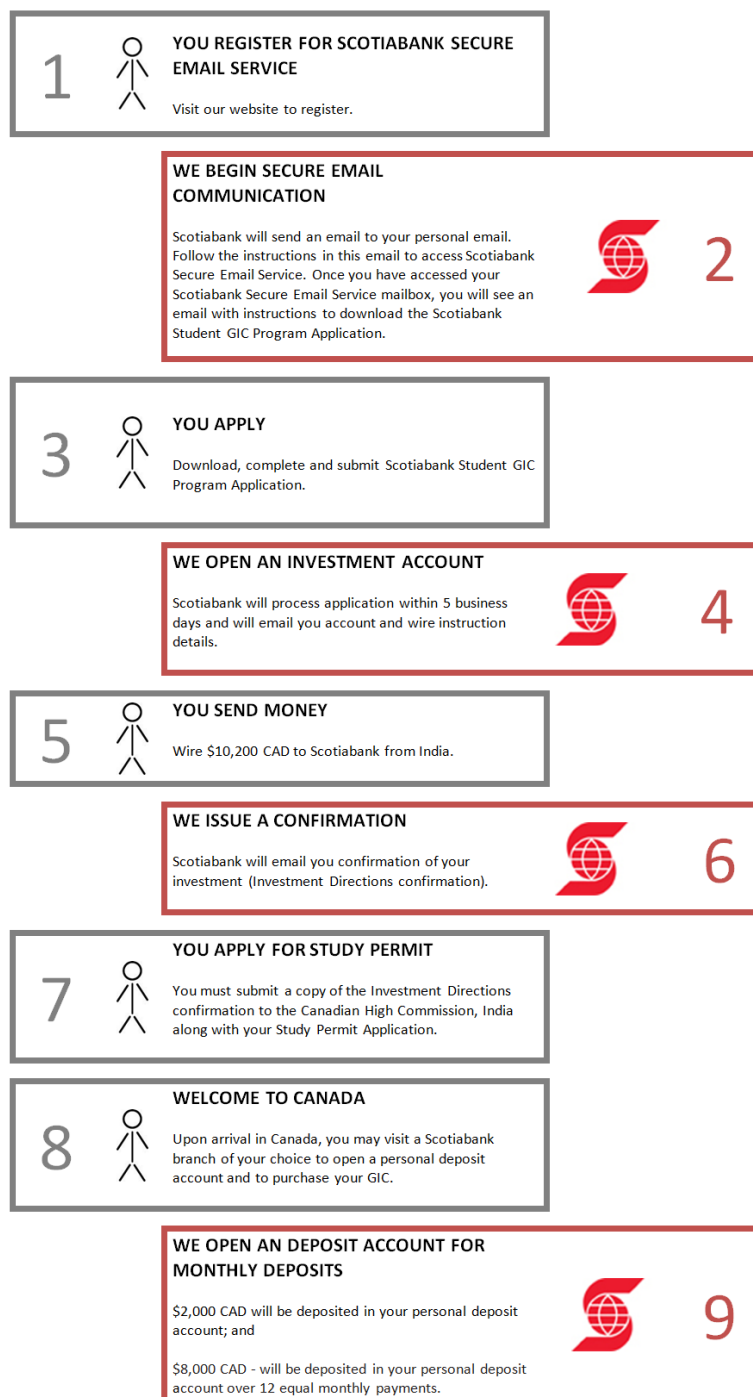 1
YOU REGISTER FOR SCOTIABANK SECURE
EMAIL SERVICE
Visit our website to register.
WE BEGIN SECURE EMAIL
COMMUNICATION
Scotiabank will send an email to your personal email.
Follow the instructions in this email to access Scotiabank
Secure Email Service. Once you have accessed your
Scotiabank Secure Email Service mailbox, you will see an
email with instructions to download the Scotiabank
Student GIC Program Application.
2
3
YOU APPLY
Download, complete and submit Scotiabank Student GIC
Program Application.
WE OPEN AN INVESTMENT ACCOUNT
Scotiabank will process application within 5 business
days and will email you account and wire instruction
details.
4
5
YOU SEND MONEY
Wire $10,200 CAD to Scotiabank from India.
WE ISSUE A CONFIRMATION
Scotiabank will email you confirmation of your
investment (Investment Directions confirmation).
6
7
YOU APPLY FOR STUDY PERMIT
You must submit a copy of the Investment Directions
confirmation to the Canadian High Commission, India
along with your Study Permit Application.
8
WELCOME TO CANADA
Upon arrival in Canada, you may visit a Scotiabank
branch of your choice to open a personal deposit
account and to purchase your GIC.
WE OPEN AN DEPOSIT ACCOUNT FOR
MONTHLY DEPOSITS
$2,000 CAD will be deposited in your personal deposit
account; and
$8,000 CAD - will be deposited in your personal deposit
account over 12 equal monthly payments.
9